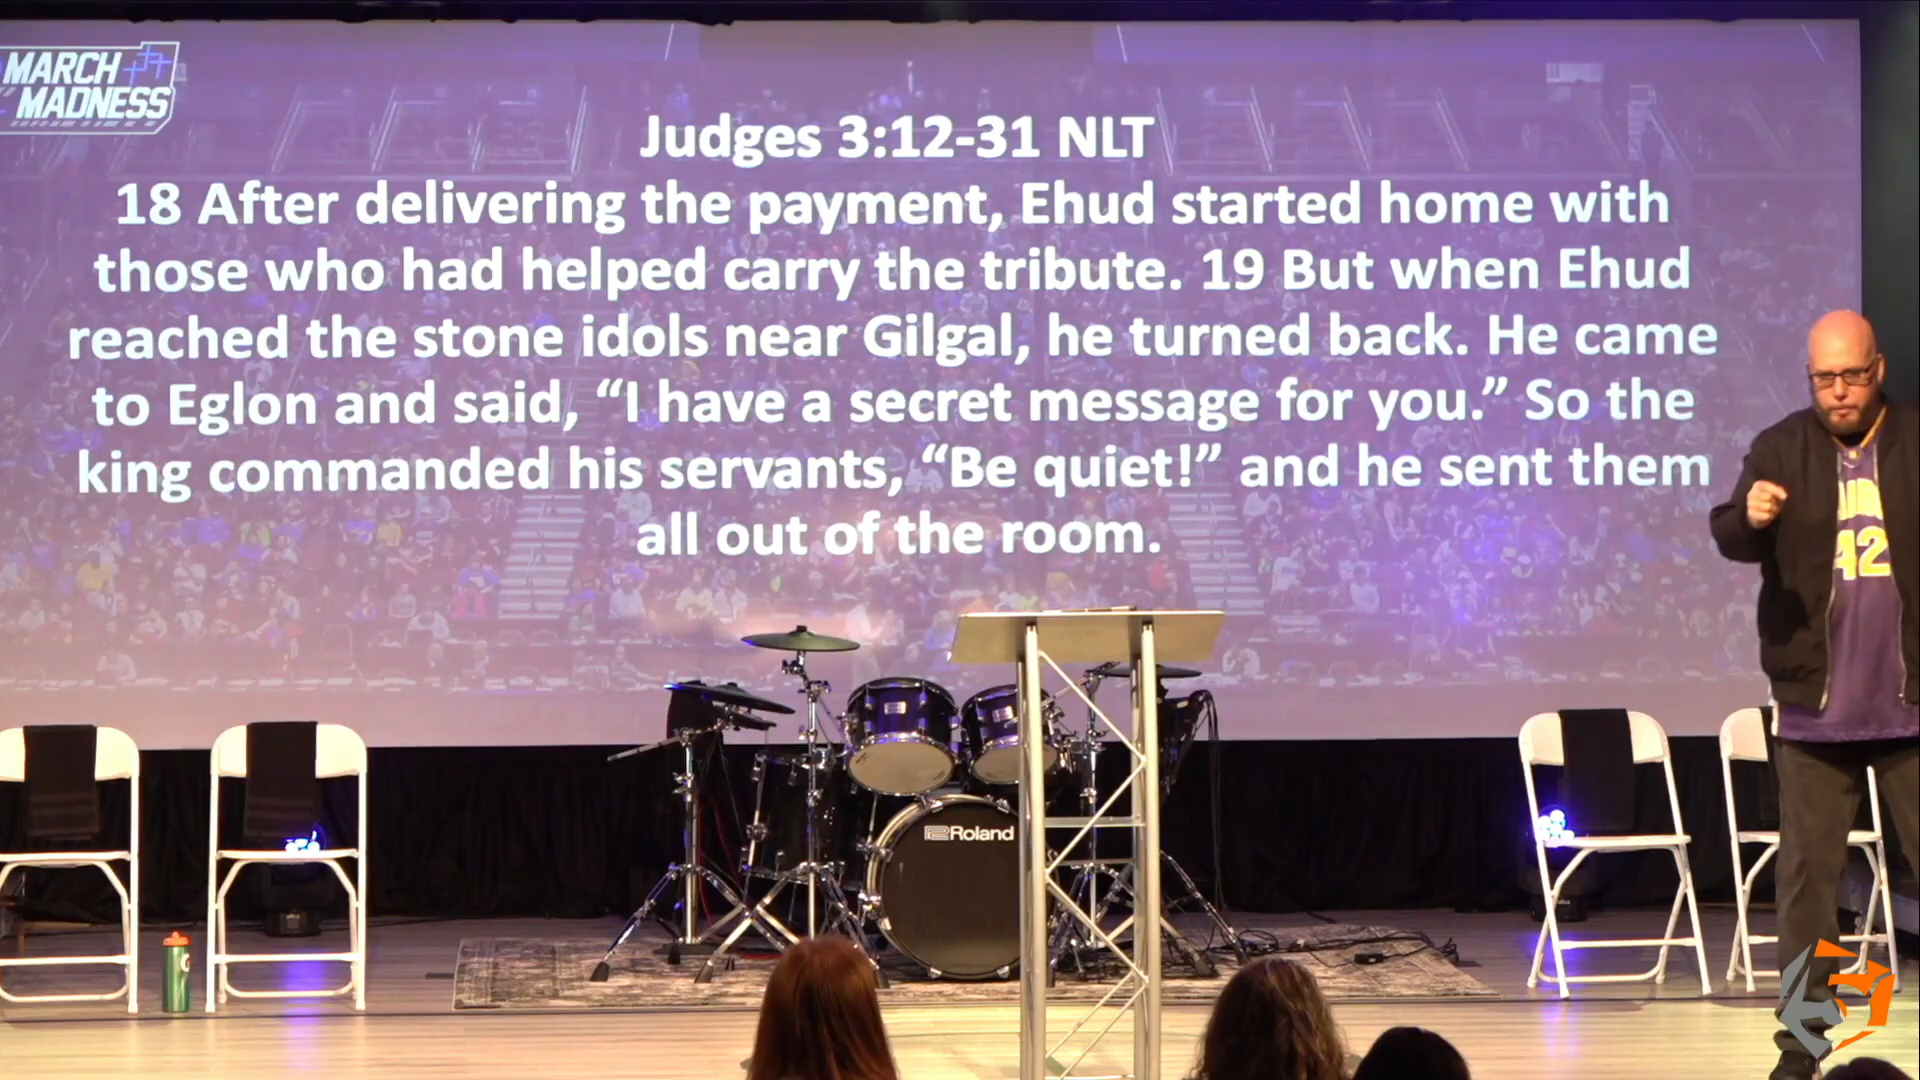 MARCH
MADNESS
Judges 3:12-31 NLT
18 After delivering the payment, Ehud started home with
those who had helped carry the tribute. 19 But when Ehud
reached the stone idols near Gilgal, he turned back. He came
to Eglon and said, “I have a secret message for you.” So the
king commanded his servants, “Be quiet!” and he sent them
all out of the room.
42
Roland